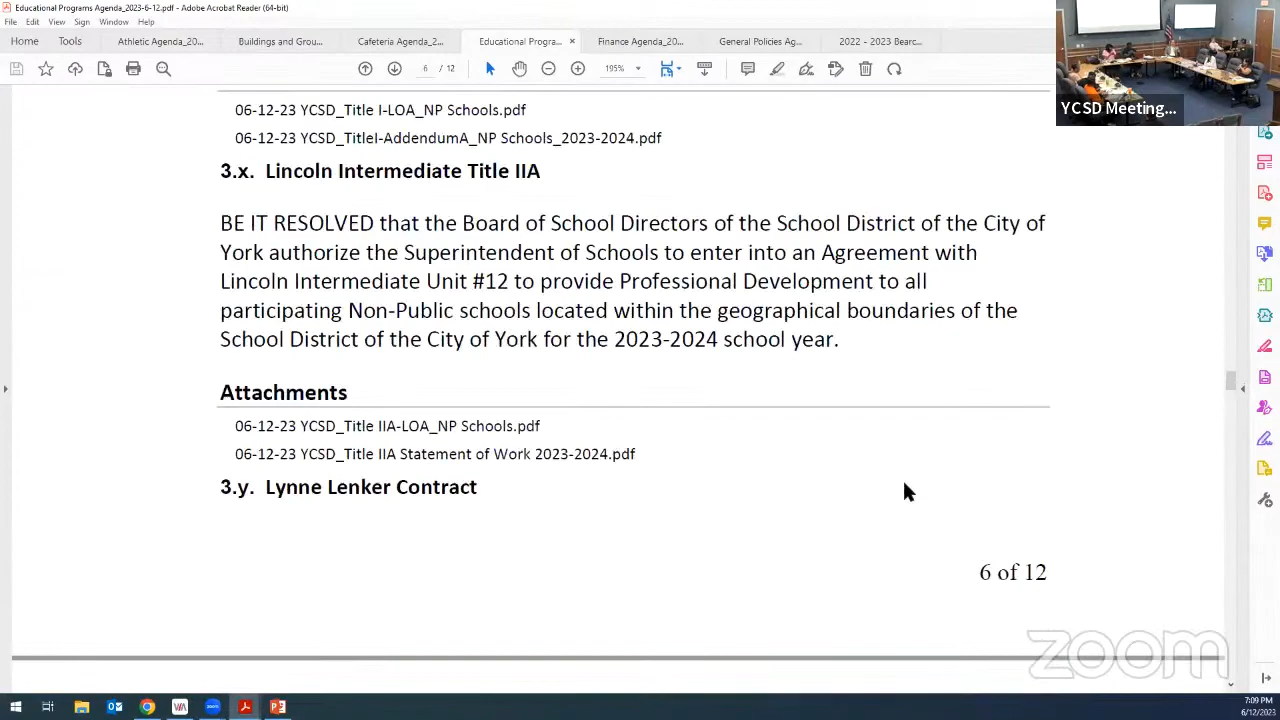 Educational Programs Agenda_2023-6-12.pdf - Adobe Acrobat Reader (64-bit)
File Edit View Sign Window Help
Home Tools Athletic Agenda_20... Buildings and Grou... Cafeteria Agenda_2... Educational Progra... × Finance Agenda_20... General Policies Ag... 2022 - 2023 Bearc...
6 / 12 195%
YCSD Meeting...
06-12-23 YCSD_Title I-LOA_NP Schools.pdf
06-12-23 YCSD_TitleI-AddendumA_NP Schools_2023-2024.pdf
3.x. Lincoln Intermediate Title IIA
BE IT RESOLVED that the Board of School Directors of the School District of the City of
York authorize the Superintendent of Schools to enter into an Agreement with
Lincoln Intermediate Unit #12 to provide Professional Development to all
participating Non-Public schools located within the geographical boundaries of the
School District of the City of York for the 2023-2024 school year.
Attachments
06-12-23 YCSD_Title IIA-LOA_NP Schools.pdf
06-12-23 YCSD_Title IIA Statement of Work 2023-2024.pdf
3.y. Lynne Lenker Contract
6 of 12
zoom
7:09 PM
6/12/2023